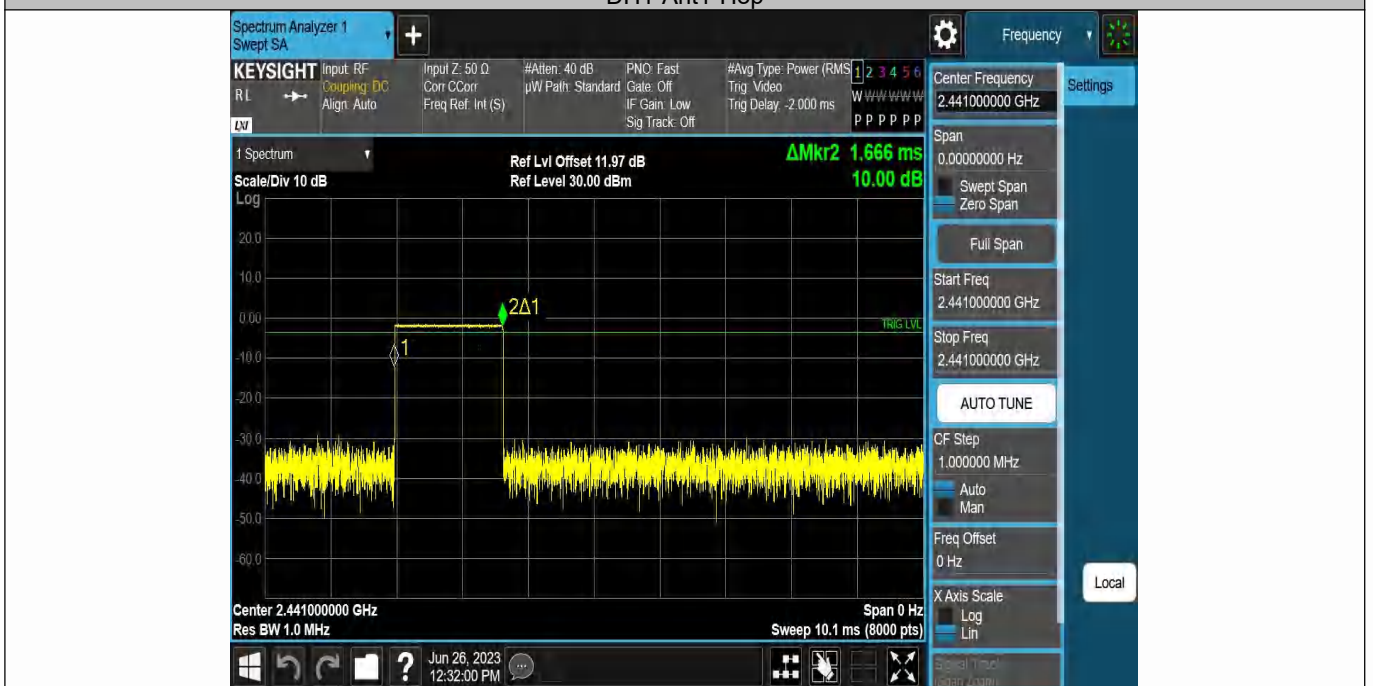 Spectrum Analyzer 1
Swept SA
+
Frequency
KEYSIGHT
RL
LXI
Input: RF
Coupling: DC
Align: Auto
Input Z: 50 Ω
Corr CCorr
Freq Ref: Int (S)
#Atten: 40 dB
µW Path: Standard
PNO: Fast
Gate: Off
IF Gain: Low
Sig Track: Off
#Avg Type: Power (RMS
Trig: Video
Trig Delay: -2.000 ms
1 2 3 4 5 6
W W W W W W
P P P P P P
1 Spectrum
Scale/Div 10 dB
Log
Ref Lvl Offset 11.97 dB
Ref Level 30.00 dBm
ΔMkr2 1.666 ms
10.00 dB
20.0
10.0
0.00
-10.0
-20.0
-30.0
-40.0
-50.0
-60.0
2Δ1
1
TRIG LVL
Center 2.441000000 GHz
Res BW 1.0 MHz
Span 0 Hz
Sweep 10.1 ms (8000 pts)
Center Frequency
2.441000000 GHz
Settings
Span
0.00000000 Hz
Swept Span
Zero Span
Full Span
Start Freq
2.441000000 GHz
Stop Freq
2.441000000 GHz
AUTO TUNE
CF Step
1.000000 MHz
Auto
Man
Freq Offset
0 Hz
X Axis Scale
Log
Lin
Local
?
Jun 26, 2023
12:32:00 PM